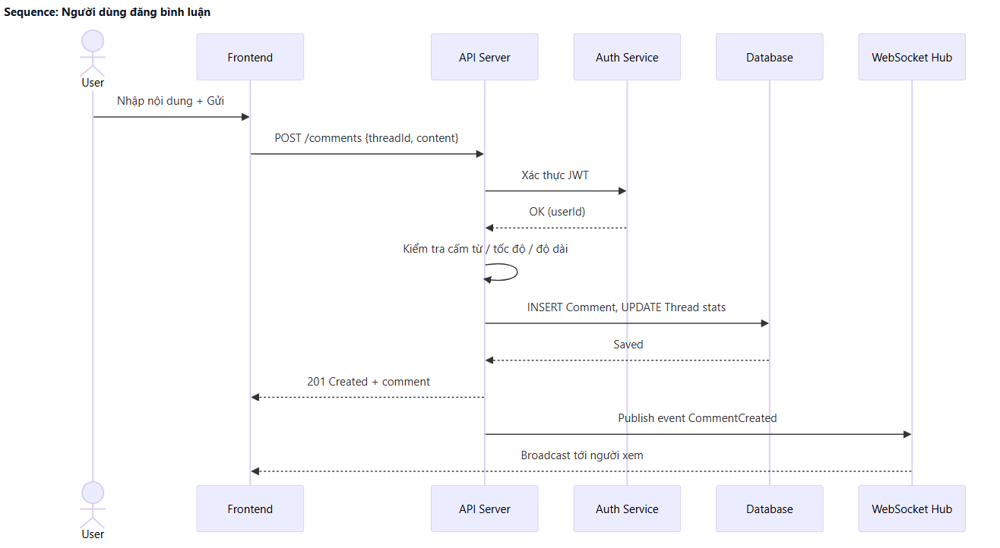 Sequence: Người dùng đăng bình luận
User
Frontend
API Server
Auth Service
Database
WebSocket Hub
Nhập nội dung + Gửi
POST /comments {threadId, content}
Xác thực JWT
OK (userId)
Kiểm tra cấm từ / tốc độ / độ dài
INSERT Comment, UPDATE Thread stats
Saved
201 Created + comment
Publish event CommentCreated
Broadcast tới người xem
User
Frontend
API Server
Auth Service
Database
WebSocket Hub